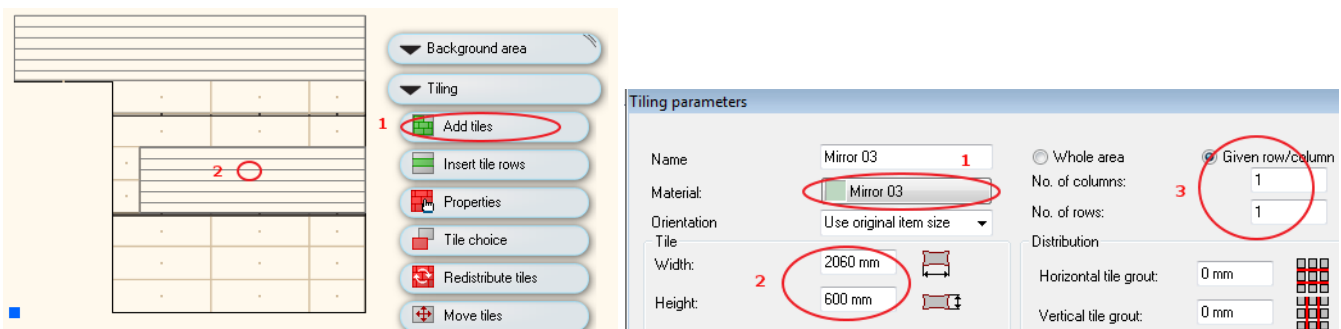 Background area
Tiling
1
Add tiles
Insert tile rows
2
Properties
Tile choice
Redistribute tiles
Move tiles
Tiling parameters
Name
Mirror 03
1
Whole area
Given row/column
Material:
Mirror 03
No. of columns:
1
3
Orientation
Use original item size
No. of rows:
1
Tile
Distribution
Width:
2060 mm
2
Horizontal tile grout:
0 mm
Height:
600 mm
Vertical tile grout:
0 mm